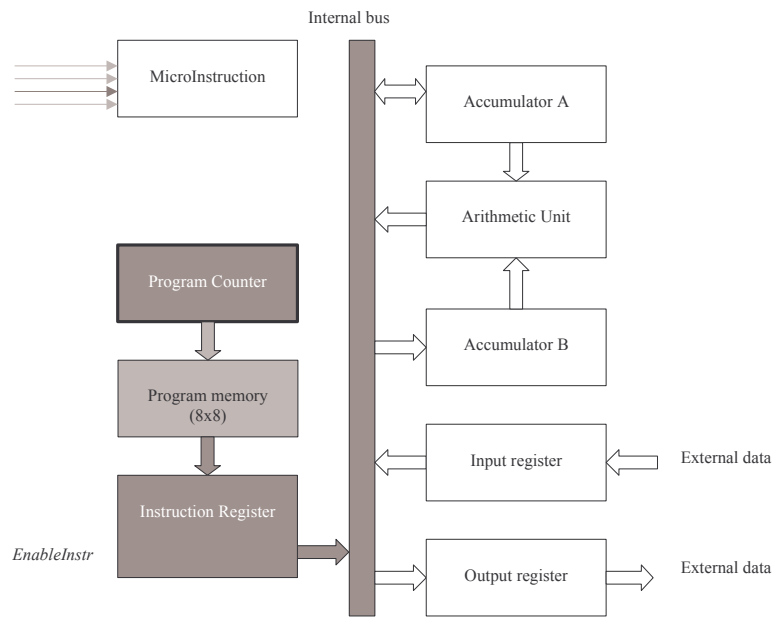 Internal bus
MicroInstruction
Accumulator A
Arithmetic Unit
Program Counter
Accumulator B
Program memory
(8x8)
Input register
External data
Instruction Register
EnableInstr
Output register
External data